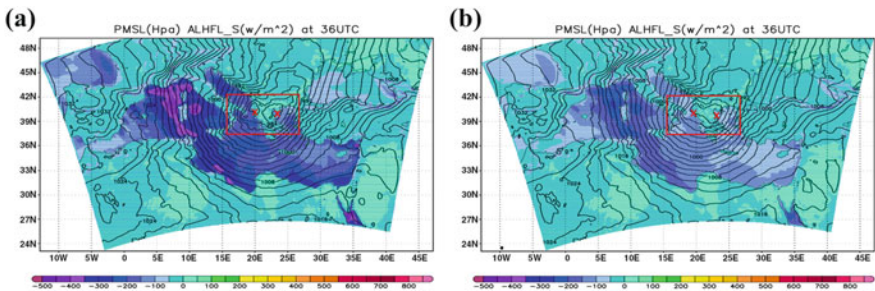 (a)
PMSL(Hpa) ALHFL_S(w/m^2) at 36UTC
48N
45N
42N
39N
36N
33N
30N
27N
24N
10W 5W 0 5E 10E 15E 20E 25E 30E 35E 40E 45E
-500 -400 -300 -200 -100 0 100 200 300 400 500 600 700 800
(b)
PMSL(Hpa) ALHFL_S(w/m^2) at 36UTC
48N
45N
42N
39N
36N
33N
30N
27N
24N
10W 5W 0 5E 10E 15E 20E 25E 30E 35E 40E 45E
-500 -400 -300 -200 -100 0 100 200 300 400 500 600 700 800